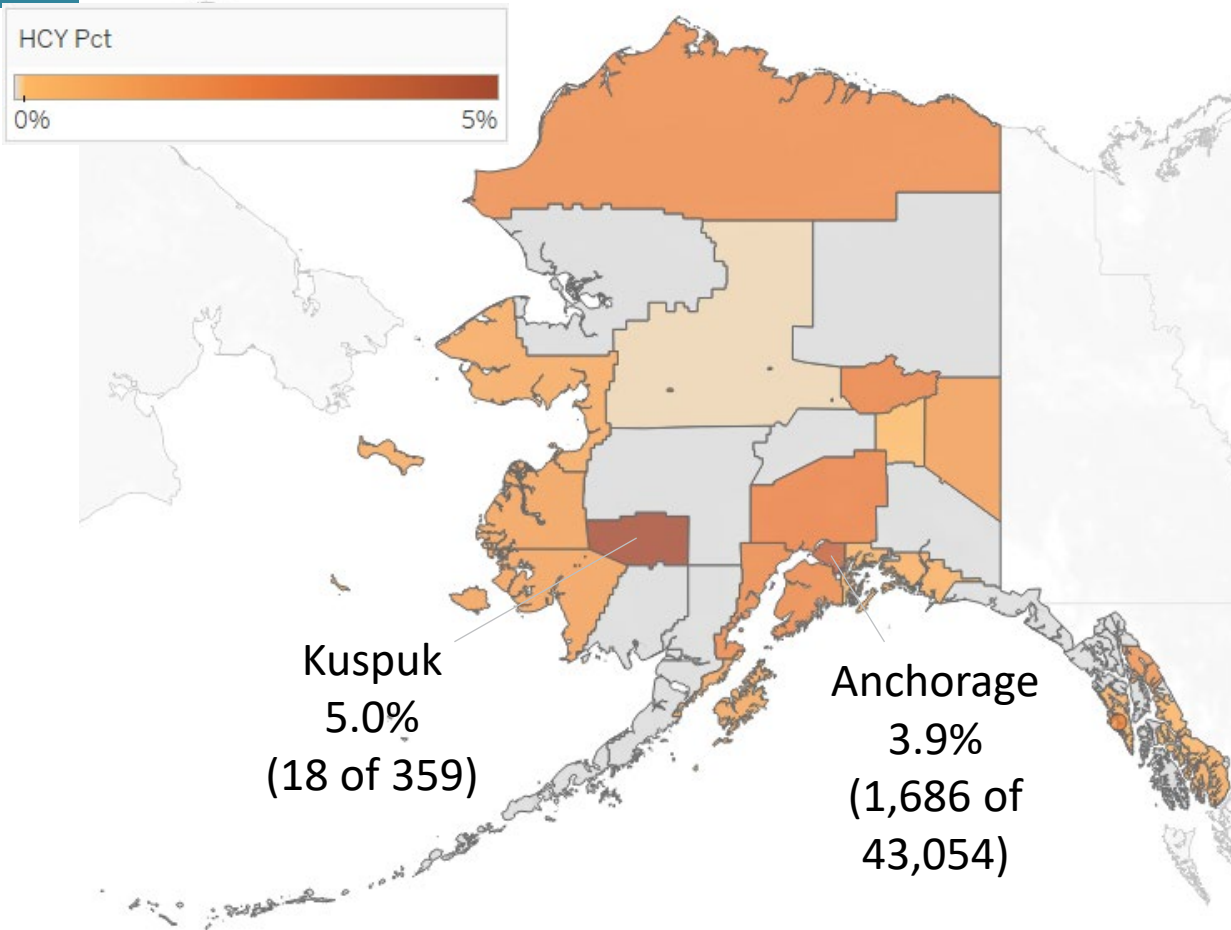 HCY Pct
0%
5%
Kuspuk
5.0%
(18 of 359)
Anchorage
3.9%
(1,686 of
43,054)